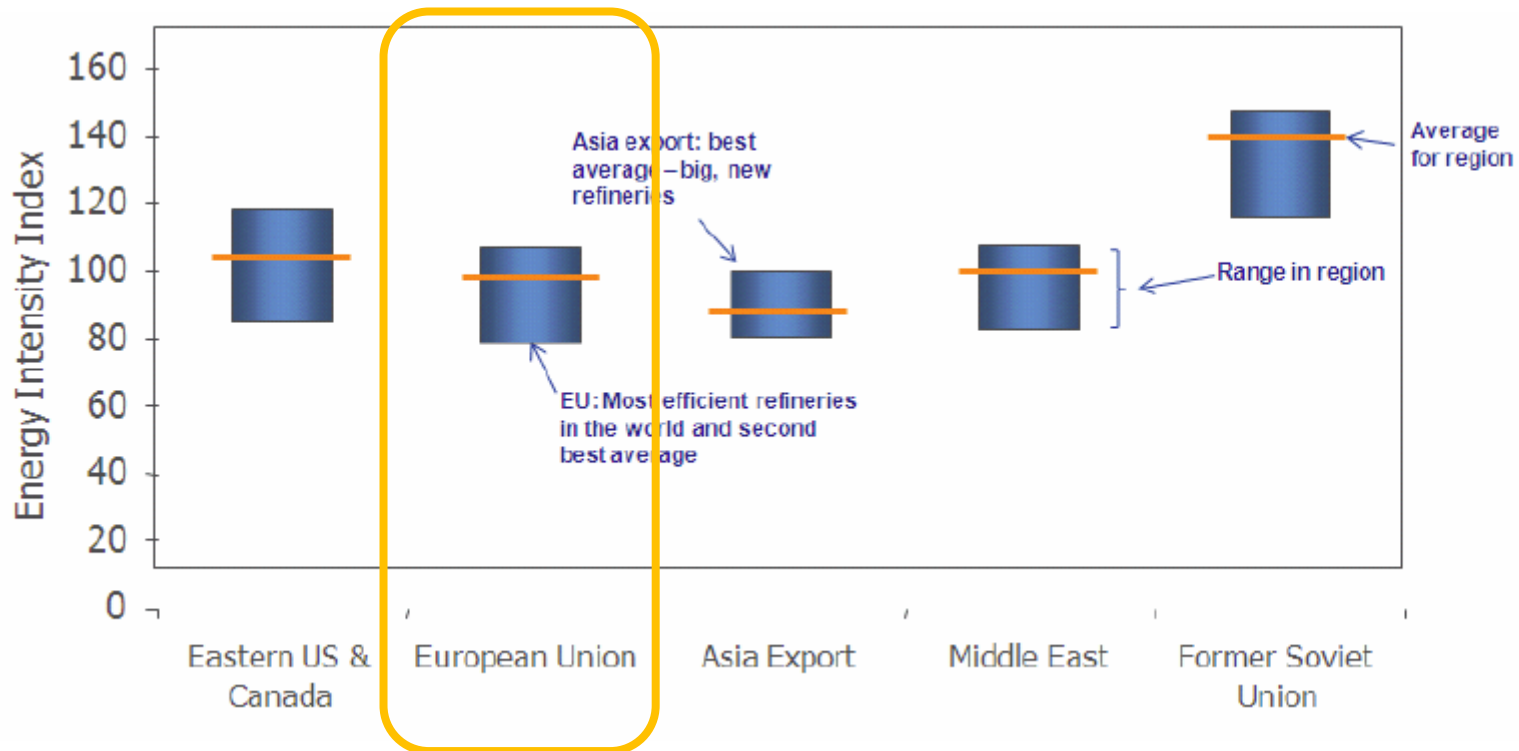 Energy Intensity Index
160
140
120
100
80
60
40
20
0
Asia export: best
average – big, new
refineries
EU: Most efficient refineries
in the world and second
best average
Average
for region
Range in region
Eastern US &
Canada
European Union
Asia Export
Middle East
Former Soviet
Union